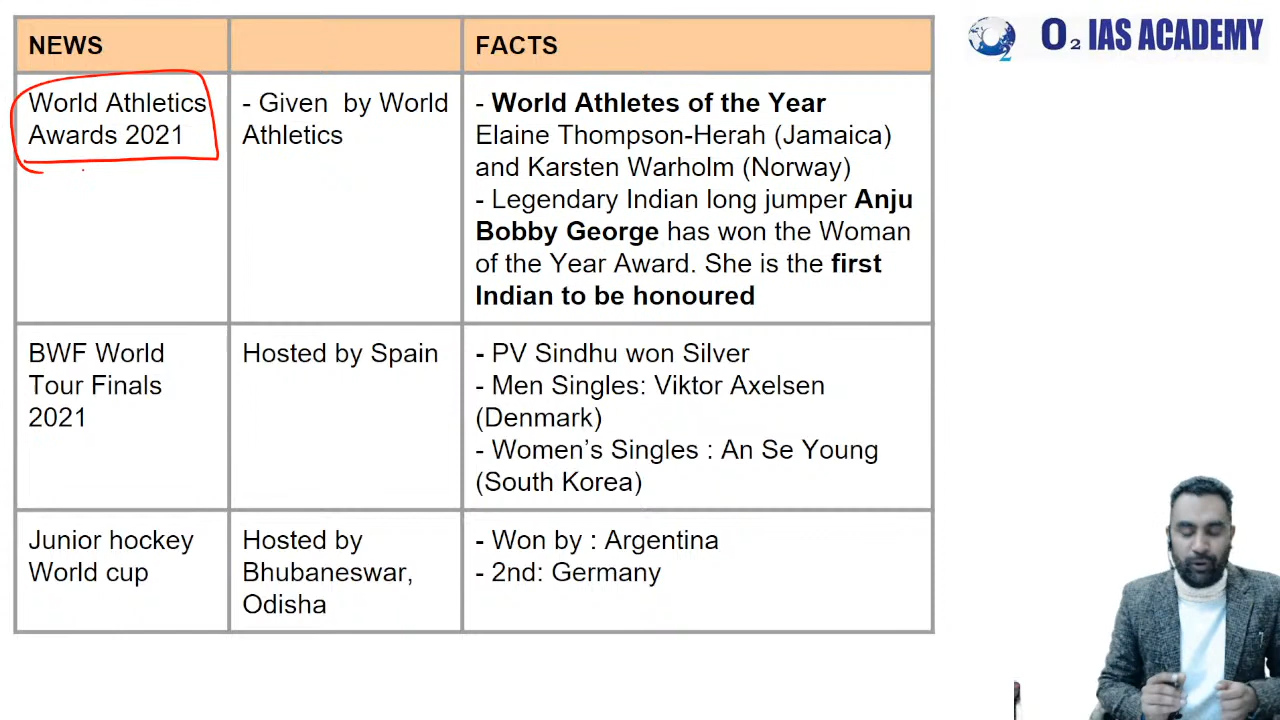 NEWS
FACTS
O₂ IAS ACADEMY
2
World Athletics
Awards 2021
- Given by World
Athletics
- World Athletes of the Year
Elaine Thompson-Herah (Jamaica)
and Karsten Warholm (Norway)
- Legendary Indian long jumper Anju
Bobby George has won the Woman
of the Year Award. She is the first
Indian to be honoured
BWF World
Tour Finals
2021
Hosted by Spain
- PV Sindhu won Silver
- Men Singles: Viktor Axelsen
(Denmark)
- Women’s Singles : An Se Young
(South Korea)
Junior hockey
World cup
Hosted by
Bhubaneswar,
Odisha
- Won by : Argentina
- 2nd: Germany